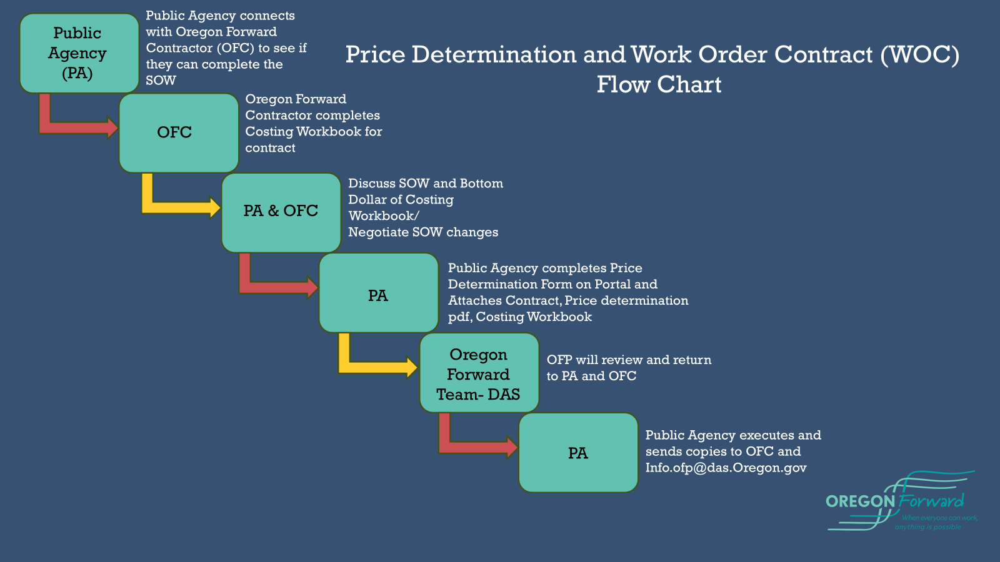 Price Determination and Work Order Contract (WOC)
Flow Chart
Public
Agency
(PA)
Public Agency connects
with Oregon Forward
Contractor (OFC) to see if
they can complete the
SOW
OFC
Oregon Forward
Contractor completes
Costing Workbook for
contract
PA & OFC
Discuss SOW and Bottom
Dollar of Costing
Workbook/
Negotiate SOW changes
PA
Public Agency completes Price
Determination Form on Portal and
Attaches Contract, Price determination
pdf, Costing Workbook
Oregon
Forward
Team- DAS
OFP will review and return
to PA and OFC
PA
Public Agency executes and
sends copies to OFC and
Info.ofp@das.Oregon.gov
OREGON Forward
When everyone can work,
anything is possible